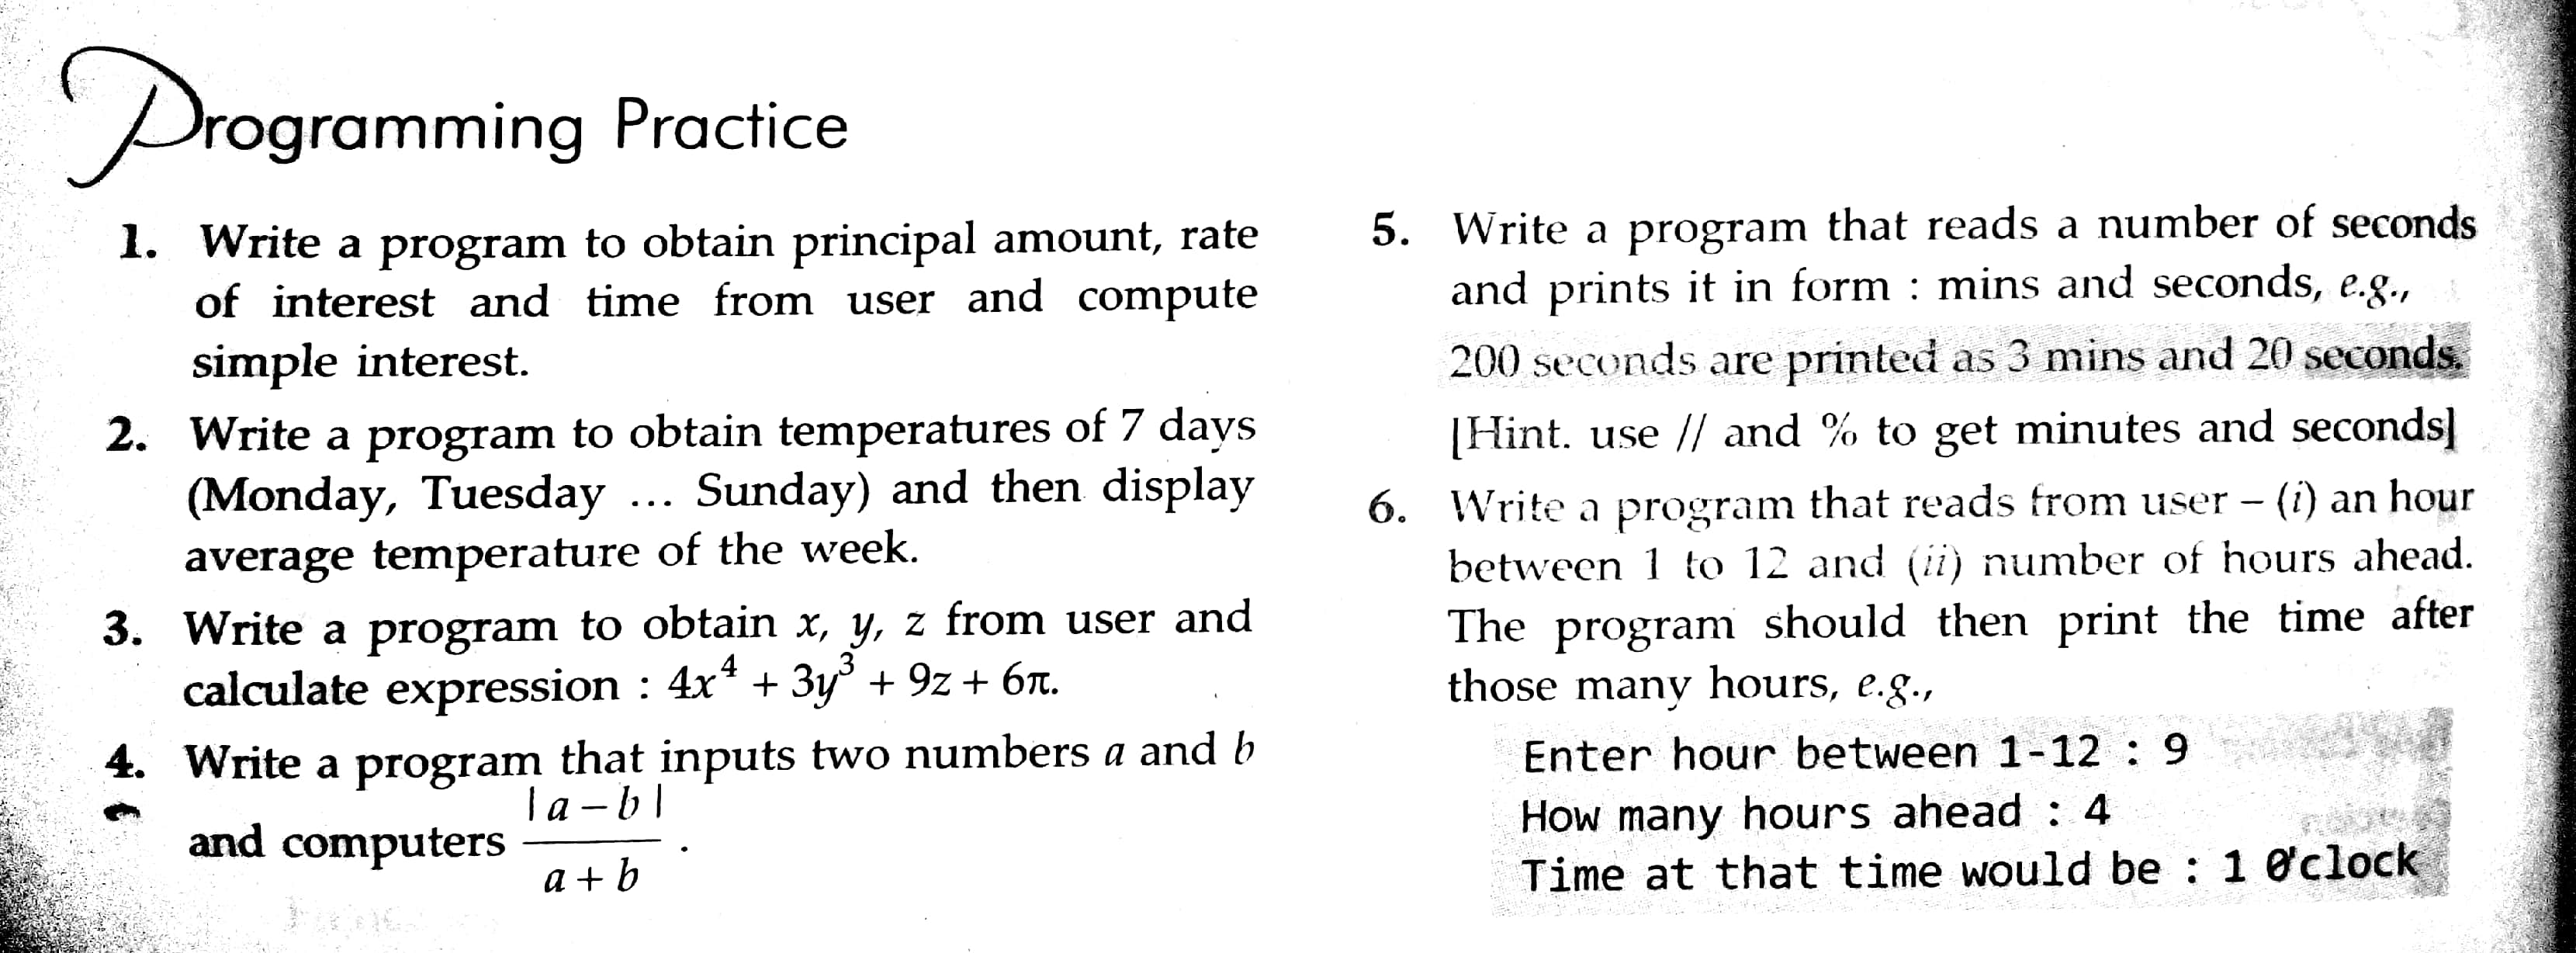 Programming Practice
1. Write a program to obtain principal amount, rate
of interest and time from user and compute
simple interest.
2. Write a program to obtain temperatures of 7 days
(Monday, Tuesday ... Sunday) and then display
average temperature of the week.
3. Write a program to obtain x, y, z from user and
calculate expression : 4x⁴ + 3y³ + 9z + 6π.
4. Write a program that inputs two numbers a and b
and computers |a – b| / a + b .
5. Write a program that reads a number of seconds
and prints it in form : mins and seconds, e.g.,
200 seconds are printed as 3 mins and 20 seconds.
[Hint. use // and % to get minutes and seconds]
6. Write a program that reads from user – (i) an hour
between 1 to 12 and (ii) number of hours ahead.
The program should then print the time after
those many hours, e.g.,
Enter hour between 1-12 : 9
How many hours ahead : 4
Time at that time would be : 1 O'clock